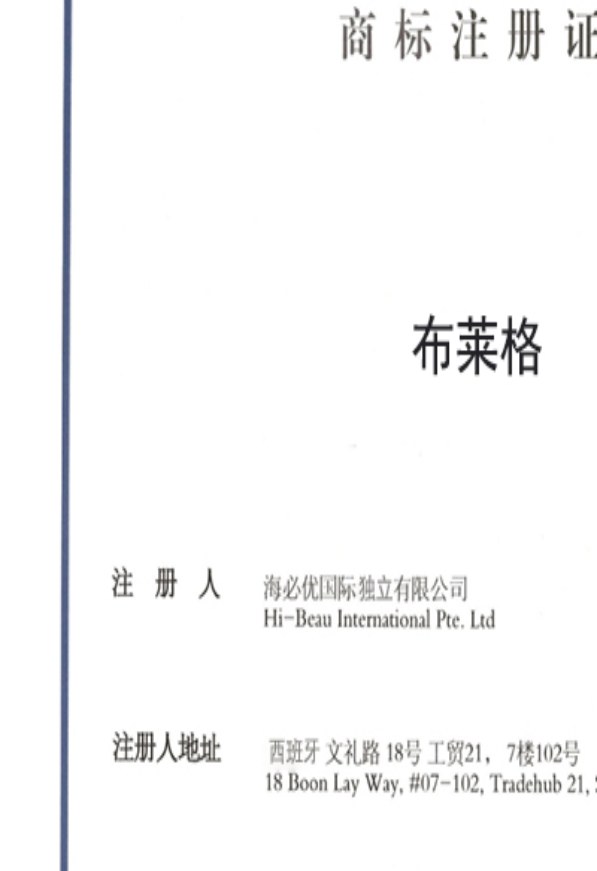 商标注册证
布莱格
注册人 海必优国际独立有限公司
Hi-Beau International Pte. Ltd
注册人地址 西班牙 文礼路 18号 工贸21， 7楼102号
18 Boon Lay Way, #07-102, Tradehub 21,